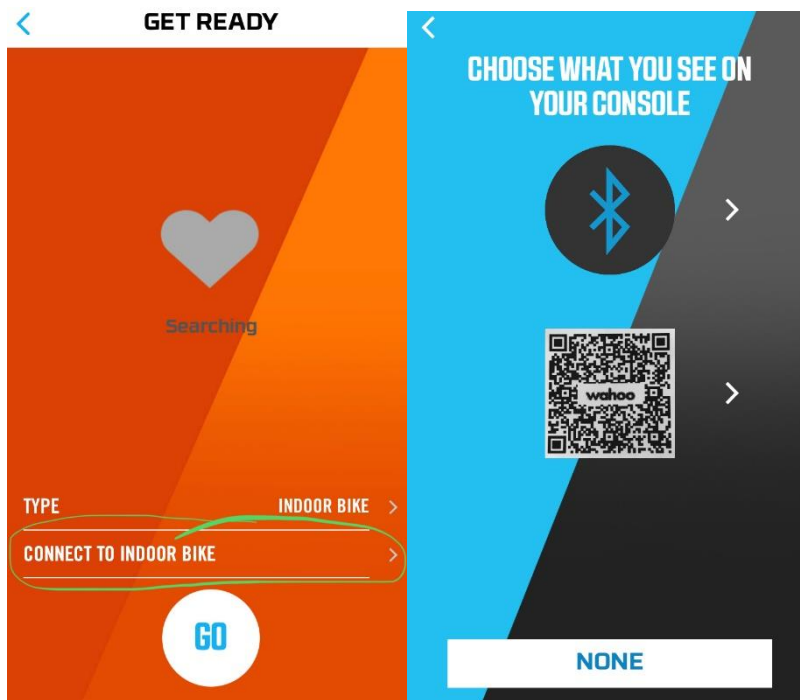 GET READY
Searching
TYPE INDOOR BIKE
CONNECT TO INDOOR BIKE
GO
CHOOSE WHAT YOU SEE ON
YOUR CONSOLE
wahoo
NONE